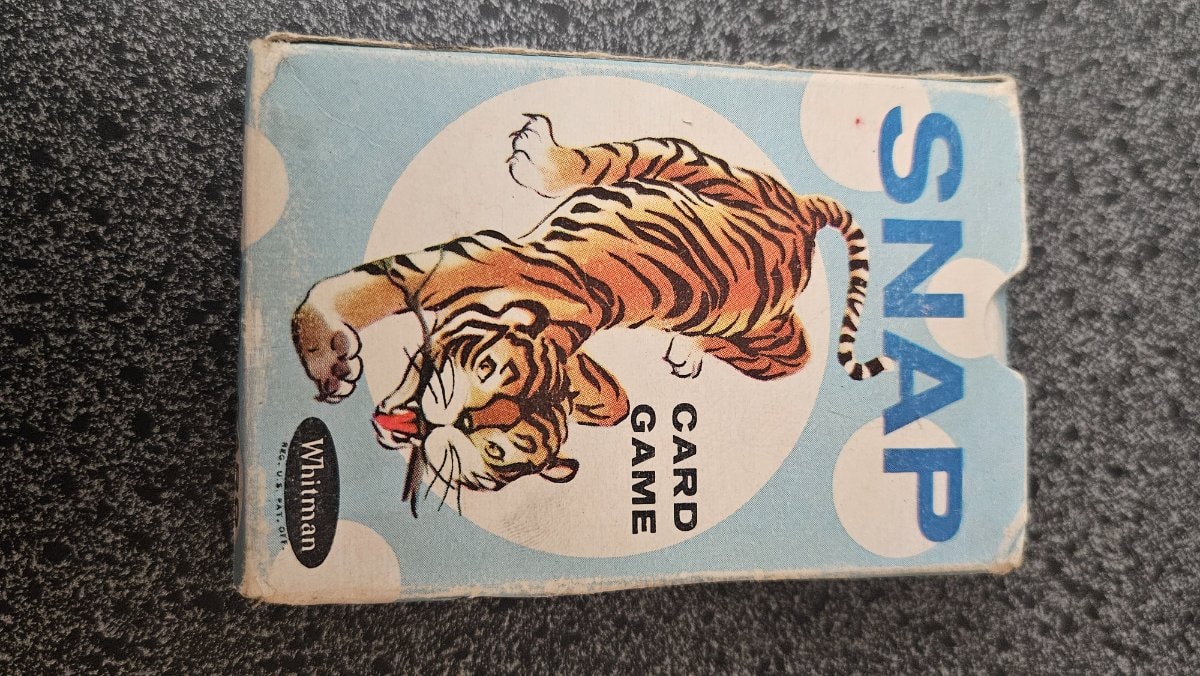 SNAP
CARD
GAME
Whitman
REG. U.S. PAT. OFF.